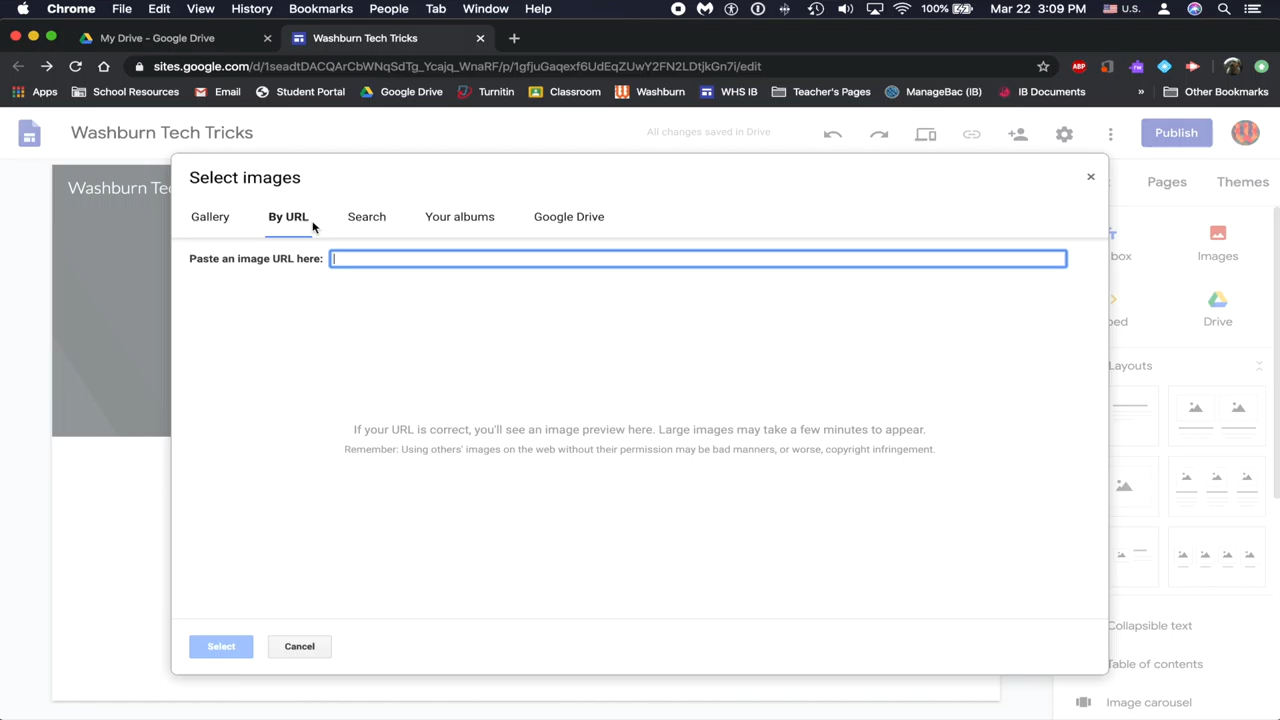 Chrome File Edit View History Bookmarks People Tab Window Help 100% Mar 22 3:09 PM U.S.
My Drive - Google Drive Washburn Tech Tricks
sites.google.com/d/1seadtDACQArCbWNqSdTg_Ycajq_WnaRF/p/1gfjuGaqexf6UdEqZUwY2FN2LDtjkGn7i/edit ABP
Apps School Resources Email Student Portal Google Drive Turnitin Classroom Washburn WHS IB Teacher's Pages ManageBac (IB) IB Documents » Other Bookmarks
Washburn Tech Tricks All changes saved in Drive Publish
Washburn Tec
Select images
Pages Themes
Gallery By URL Search Your albums Google Drive
Paste an image URL here:
box Images
Drive
Layouts
If your URL is correct, you'll see an image preview here. Large images may take a few minutes to appear.
Remember: Using others' images on the web without their permission may be bad manners, or worse, copyright infringement.
Collapsible text
Select Cancel
Table of contents
Image carousel